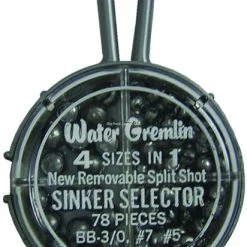 Water Gremlin
4 SIZES IN 1
New Removable Split Shot
SINKER SELECTOR
78 PIECES
BB-3/0, #7, #5